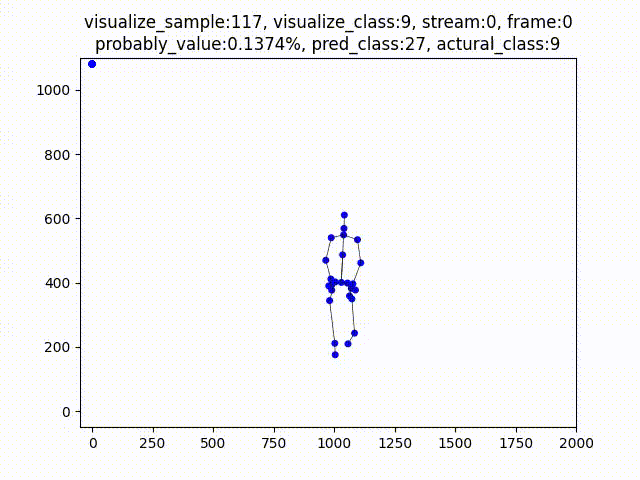 visualize_sample:117, visualize_class:9, stream:0, frame:0
probably_value:0.1374%, pred_class:27, actural_class:9
1000
800
600
400
200
0
0 250 500 750 1000 1250 1500 1750 2000